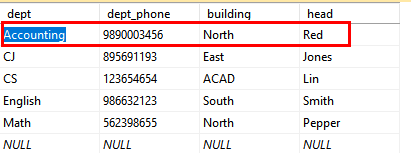 dept dept_phone building head
Accounting 9890003456 North Red
CJ 895691193 East Jones
CS 123654654 ACAD Lin
English 986632123 South Smith
Math 562398655 North Pepper
NULL NULL NULL NULL